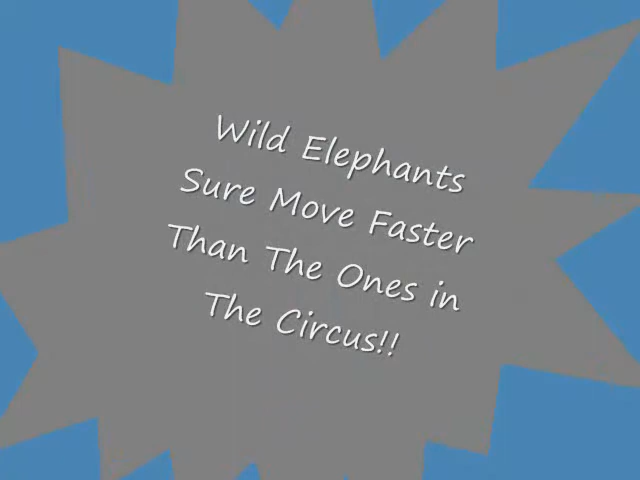 Wild Elephants
Sure Move Faster
Than The Ones in
The Circus!!